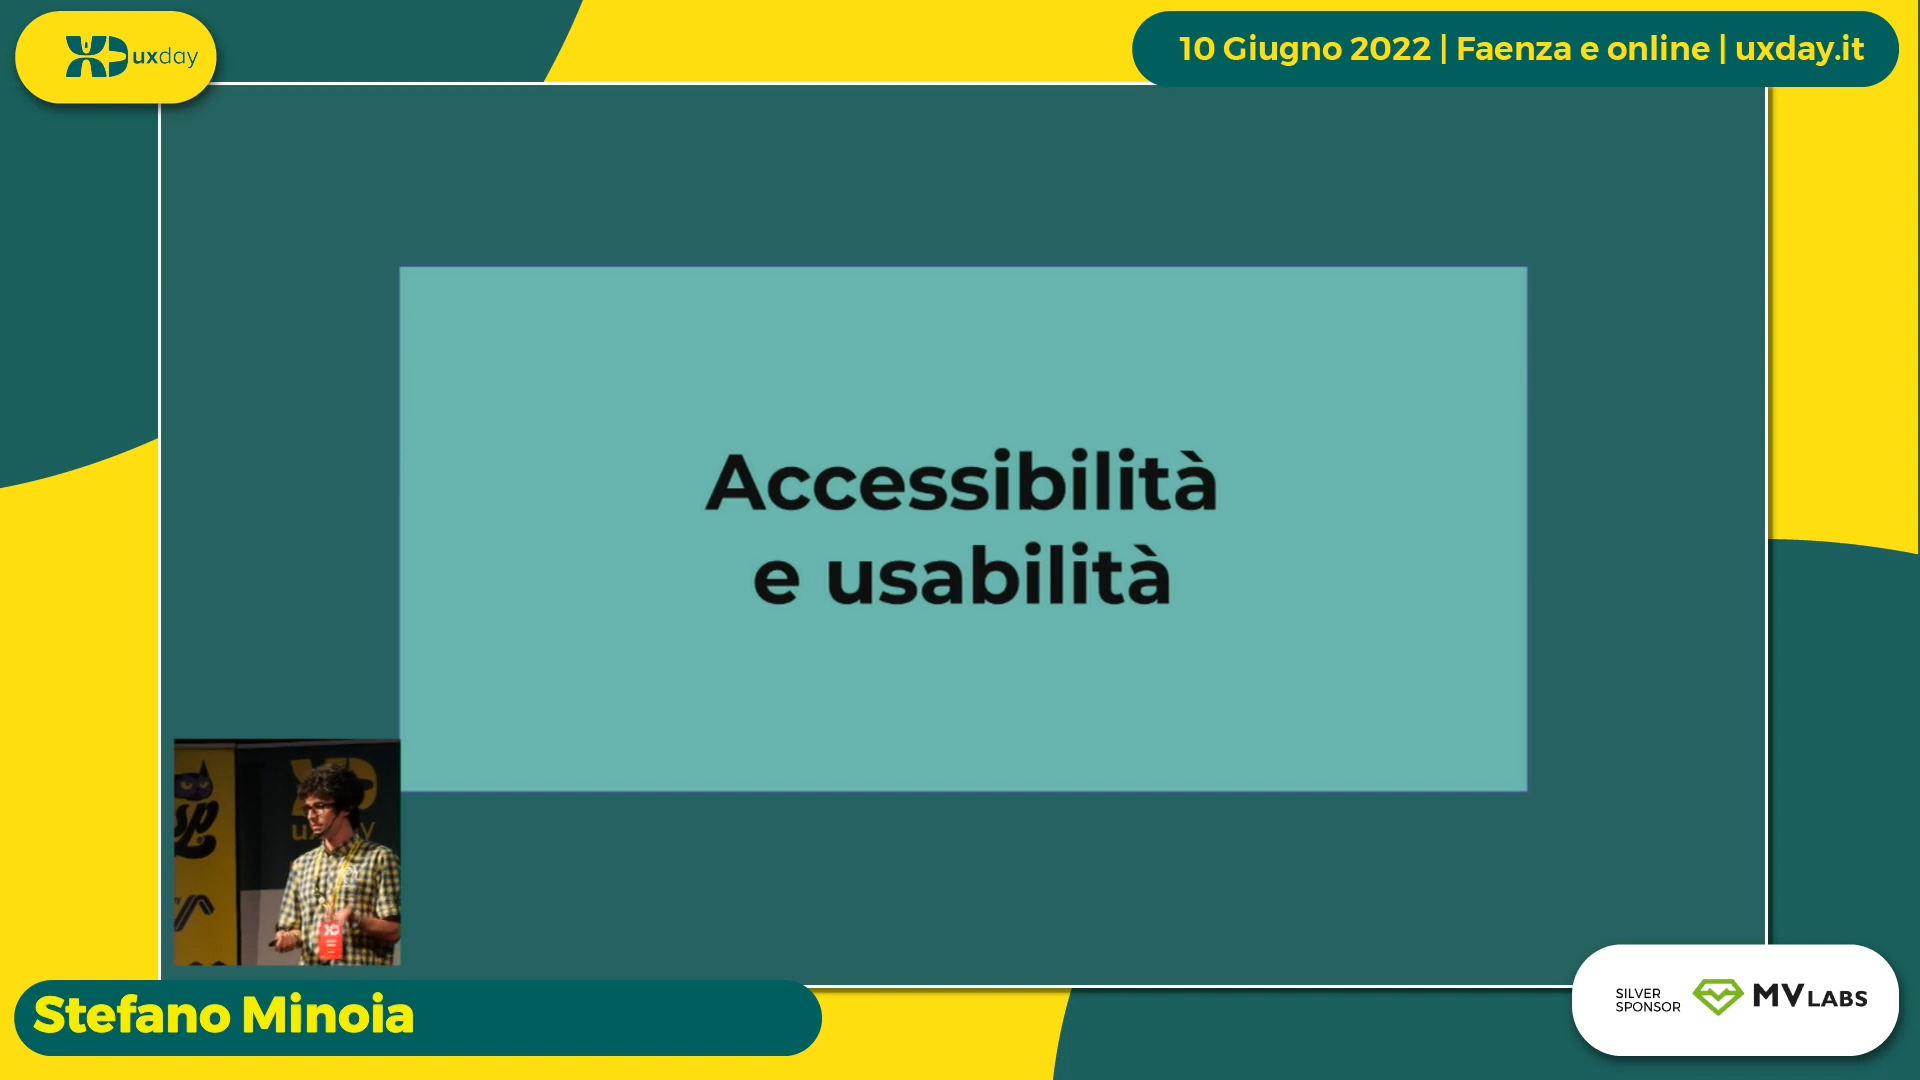 uxday
10 Giugno 2022 | Faenza e online | uxday.it
Accessibilità
e usabilità
Stefano Minoia
SILVER
SPONSOR
MV LABS